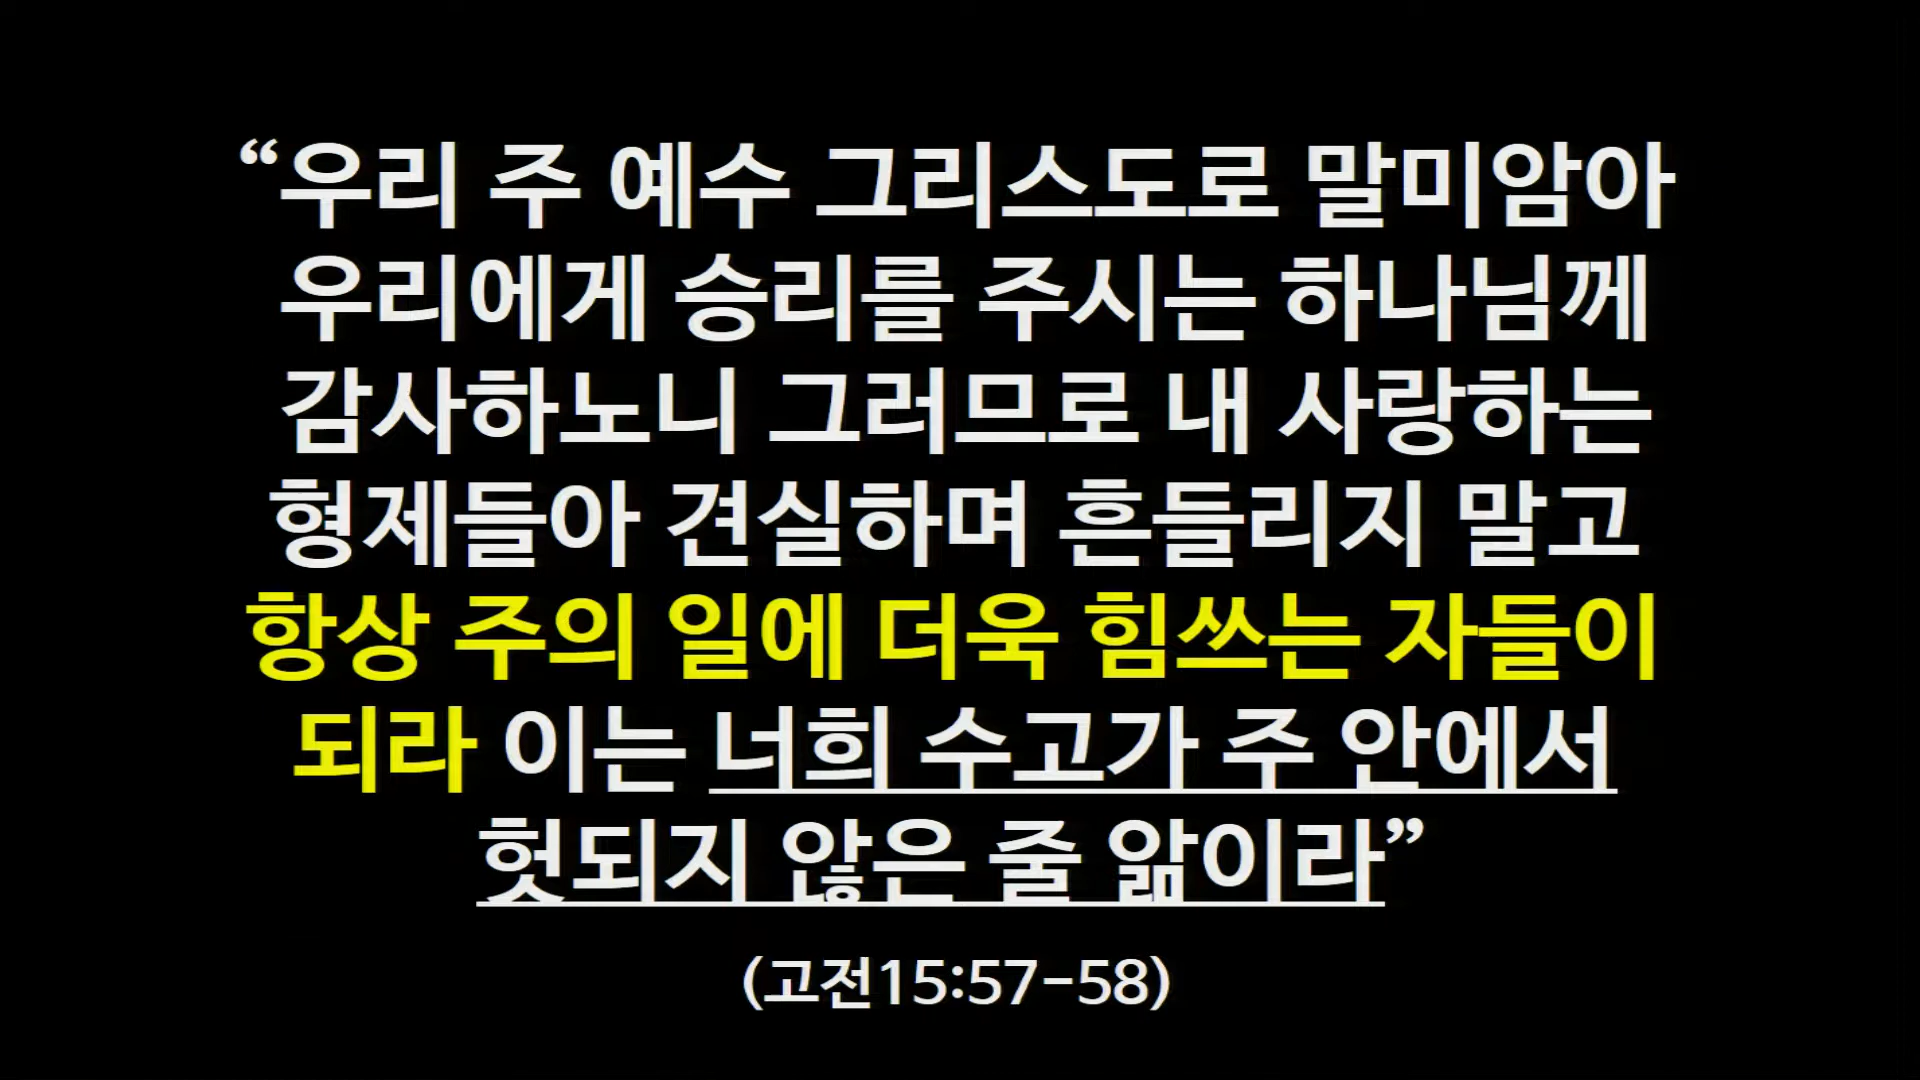 “우리 주 예수 그리스도로 말미암아
우리에게 승리를 주시는 하나님께
감사하노니 그러므로 내 사랑하는
형제들아 견실하며 흔들리지 말고
항상 주의 일에 더욱 힘쓰는 자들이
되라 이는 너희 수고가 주 안에서
헛되지 않은 줄 앎이라”
(고전15:57-58)